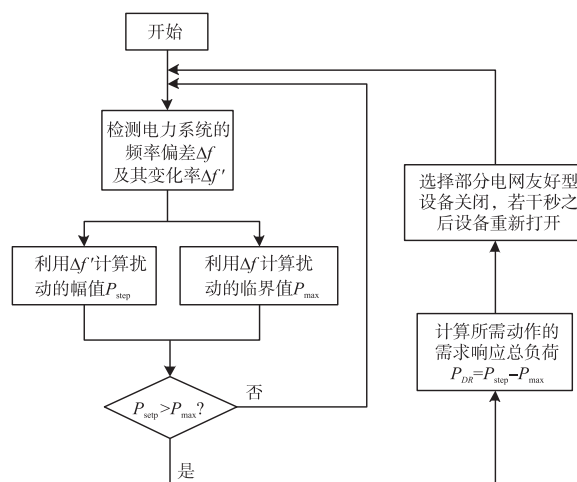 开始
检测电力系统的
频率偏差Δf
及其变化率Δf′
利用Δf′计算扰
动的幅值Pstep
利用Δf计算扰
动的临界值Pmax
Psetp>Pmax?
否
是
选择部分电网友好型
设备关闭，若干秒之
后设备重新打开
计算所需动作的
需求响应总负荷
PDR=Pstep−Pmax